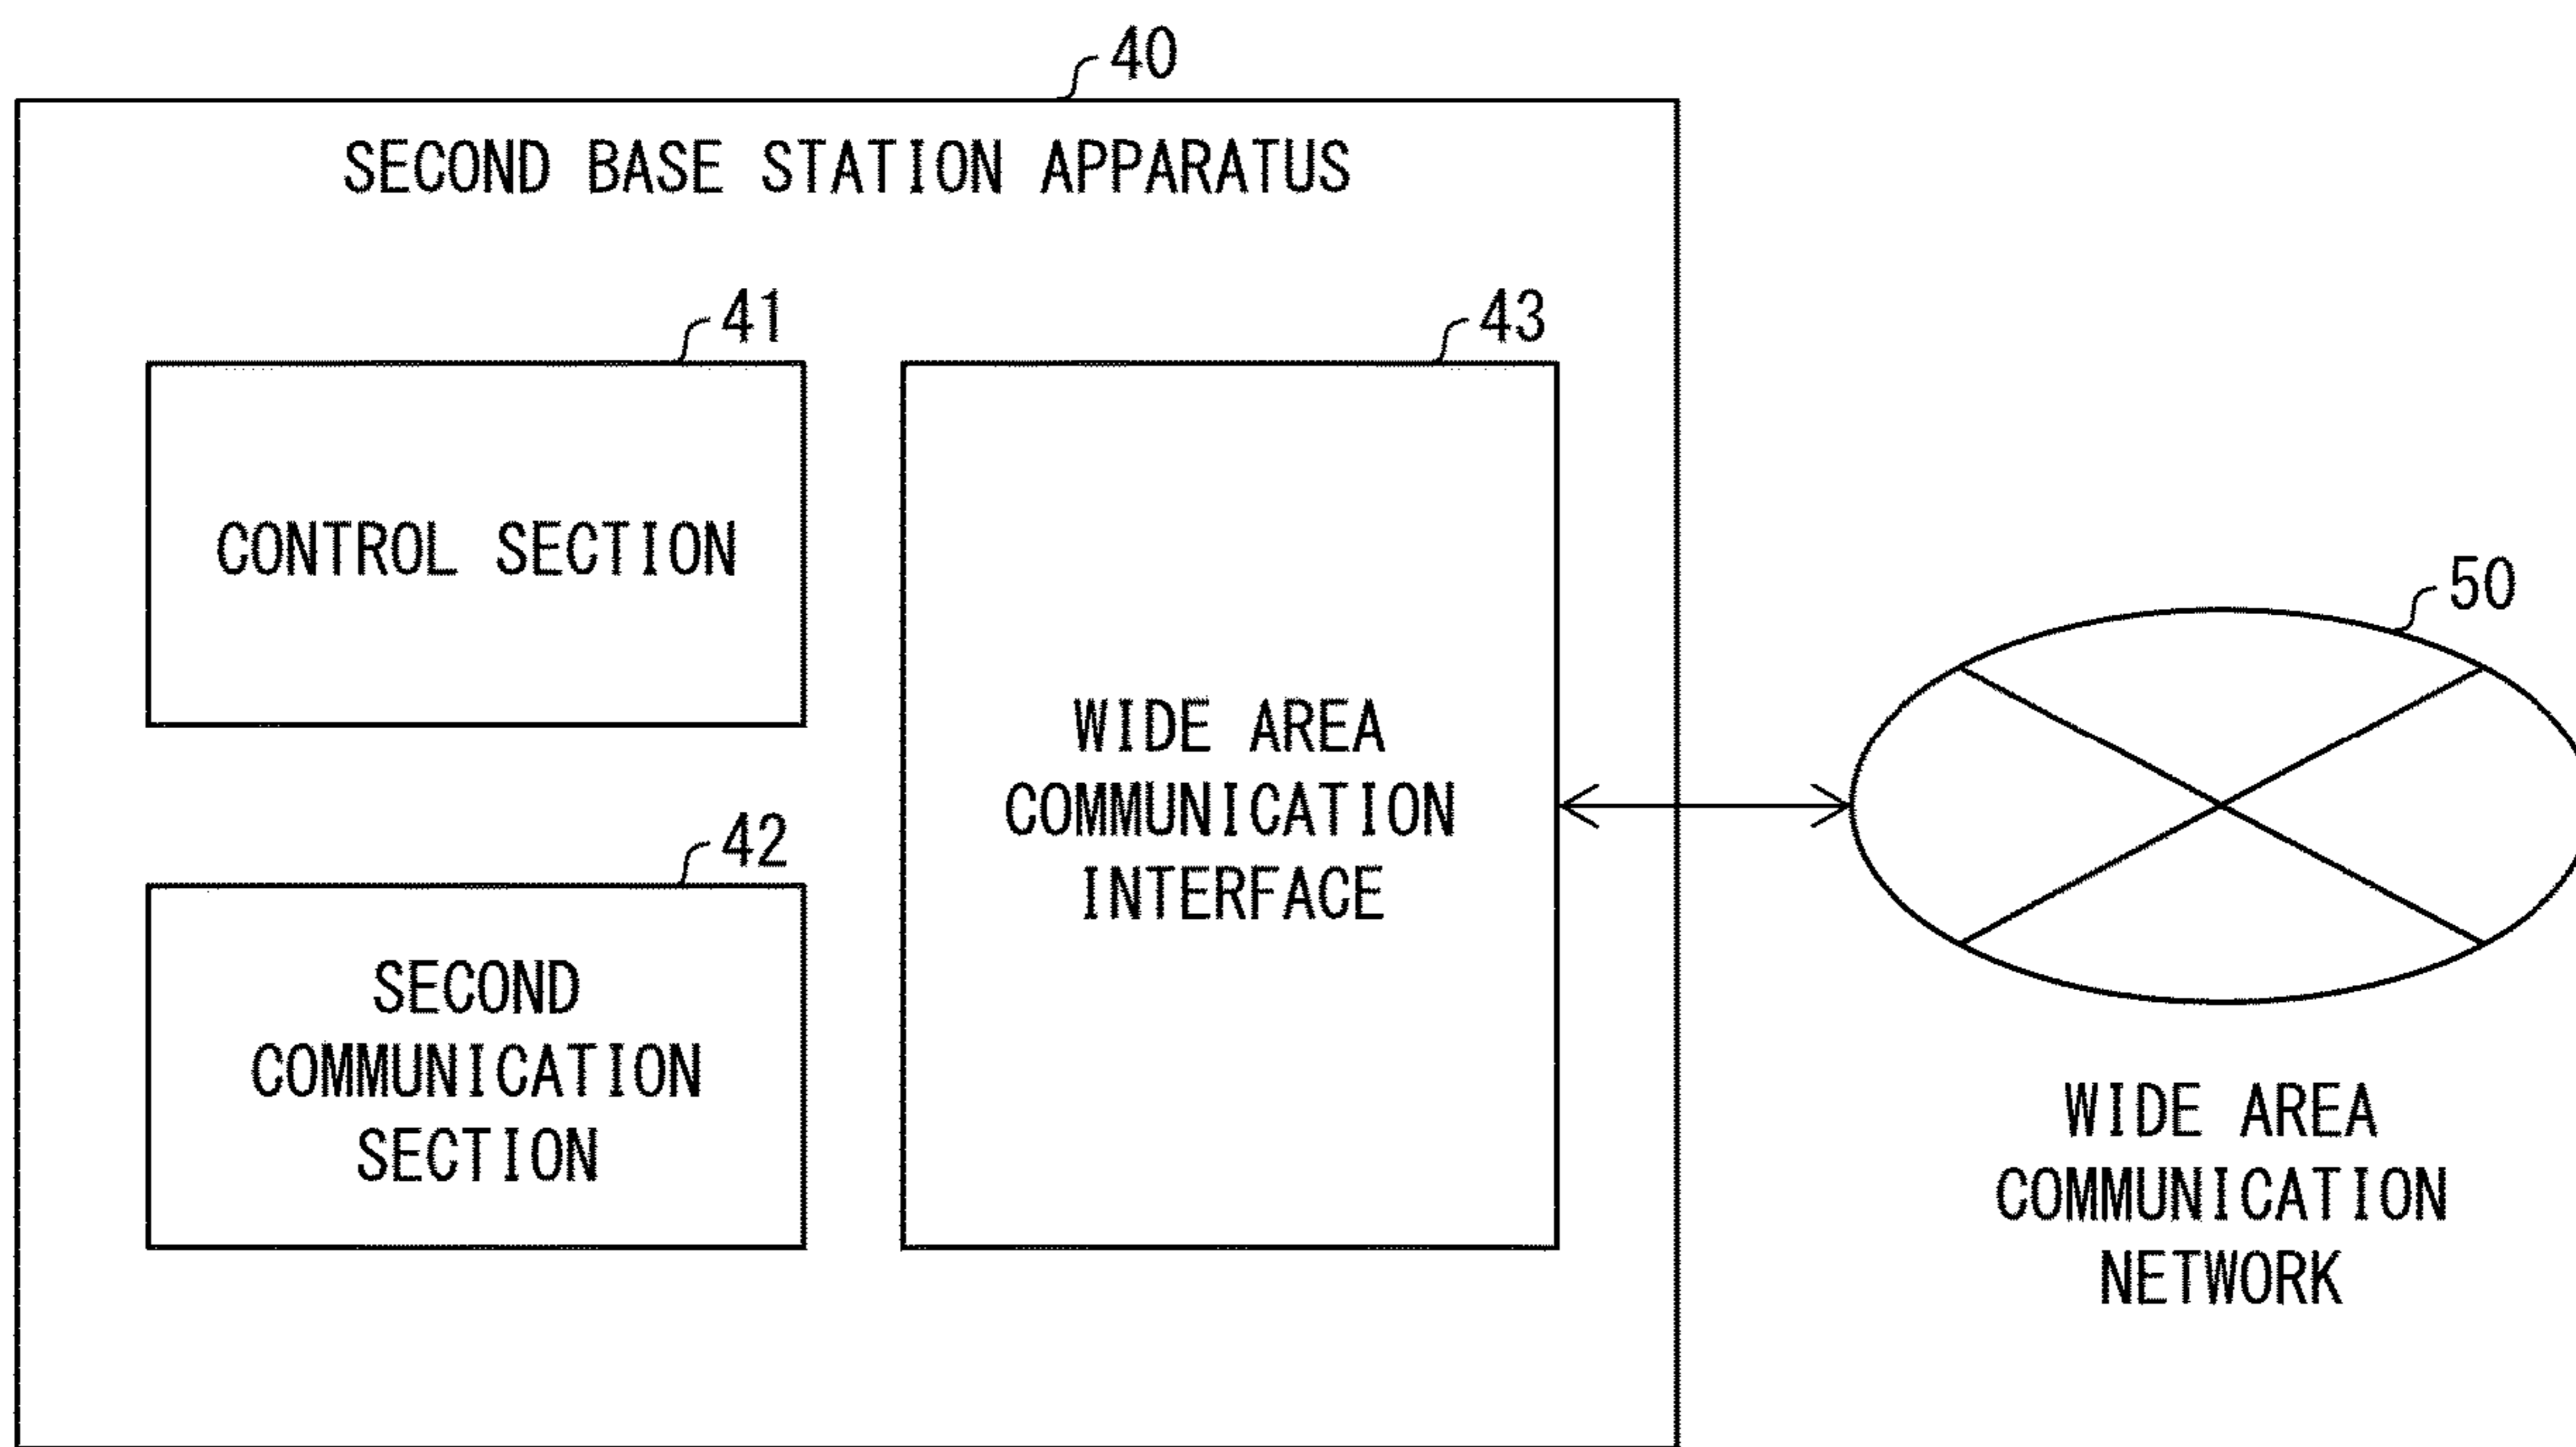 40
SECOND BASE STATION APPARATUS
41
CONTROL SECTION
42
SECOND
COMMUNICATION
SECTION
43
WIDE AREA
COMMUNICATION
INTERFACE
50
WIDE AREA
COMMUNICATION
NETWORK